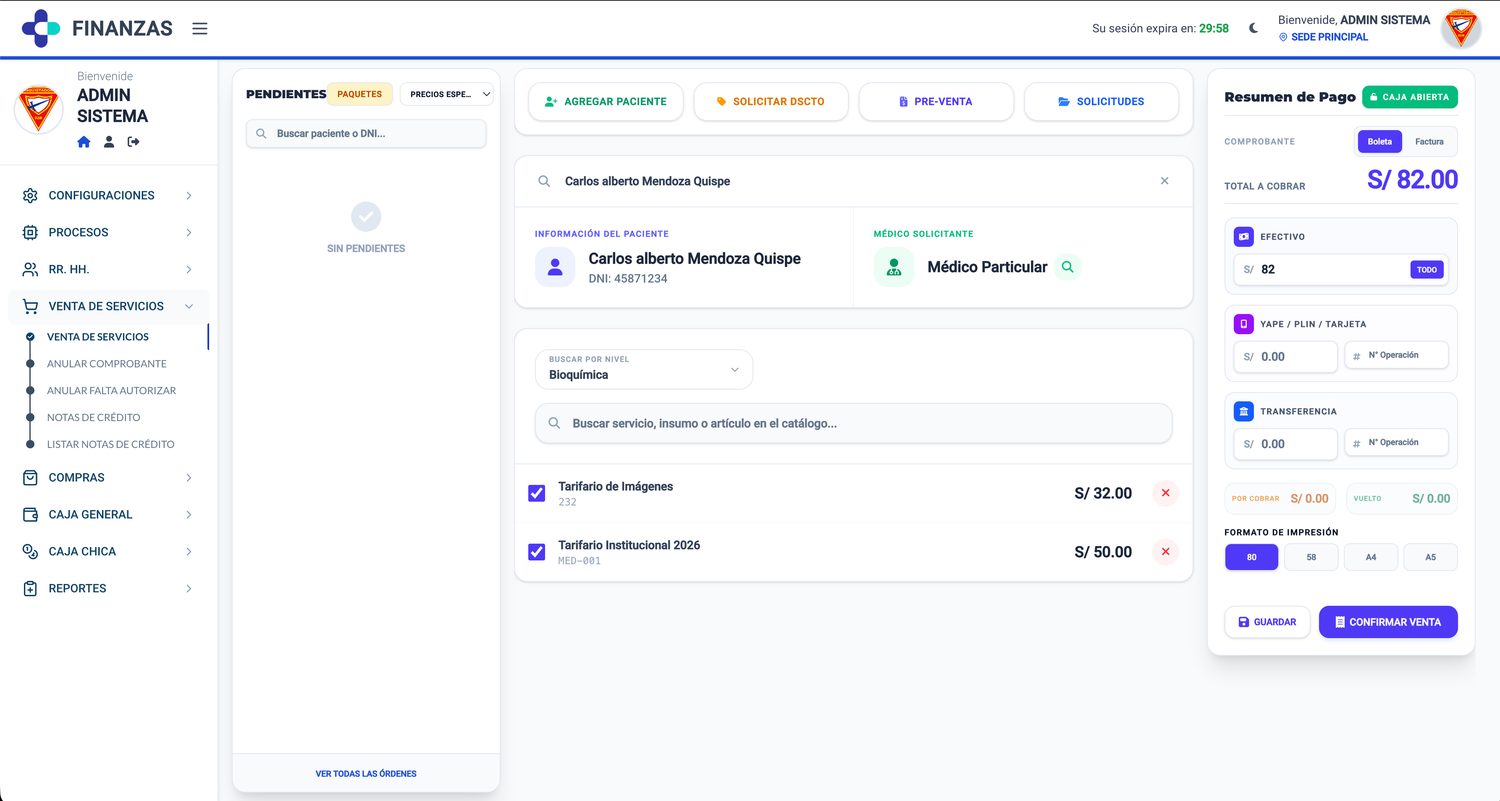 FINANZAS
Su sesión expira en: 29:58
Bienvenido, ADMIN SISTEMA
SEDE PRINCIPAL
Bienvenide
ADMIN
SISTEMA
CONFIGURACIONES
PROCESOS
RR. HH.
VENTA DE SERVICIOS
VENTA DE SERVICIOS
ANULAR COMPROBANTE
ANULAR FALTA AUTORIZAR
NOTAS DE CRÉDITO
LISTAR NOTAS DE CRÉDITO
COMPRAS
CAJA GENERAL
CAJA CHICA
REPORTES
PENDIENTES
PAQUETES
PRECIOS ESPE...
Buscar paciente o DNI...
SIN PENDIENTES
VER TODAS LAS ÓRDENES
AGREGAR PACIENTE
SOLICITAR DSCTO
PRE-VENTA
SOLICITUDES
Carlos alberto Mendoza Quispe
INFORMACIÓN DEL PACIENTE
Carlos alberto Mendoza Quispe
DNI: 45871234
MÉDICO SOLICITANTE
Médico Particular
BUSCAR POR NIVEL
Bioquímica
Buscar servicio, insumo o artículo en el catálogo...
Tarifario de Imágenes
232
S/ 32.00
Tarifario Institucional 2026
MED-001
S/ 50.00
Resumen de Pago
CAJA ABIERTA
COMPROBANTE
Boleta
Factura
TOTAL A COBRAR
S/ 82.00
EFECTIVO
S/ 82
TODO
YAPE / PLIN / TARJETA
S/ 0.00
# N° Operación
TRANSFERENCIA
S/ 0.00
# N° Operación
POR COBRAR S/ 0.00
VUELTO S/ 0.00
FORMATO DE IMPRESIÓN
80
58
A4
A5
GUARDAR
CONFIRMAR VENTA